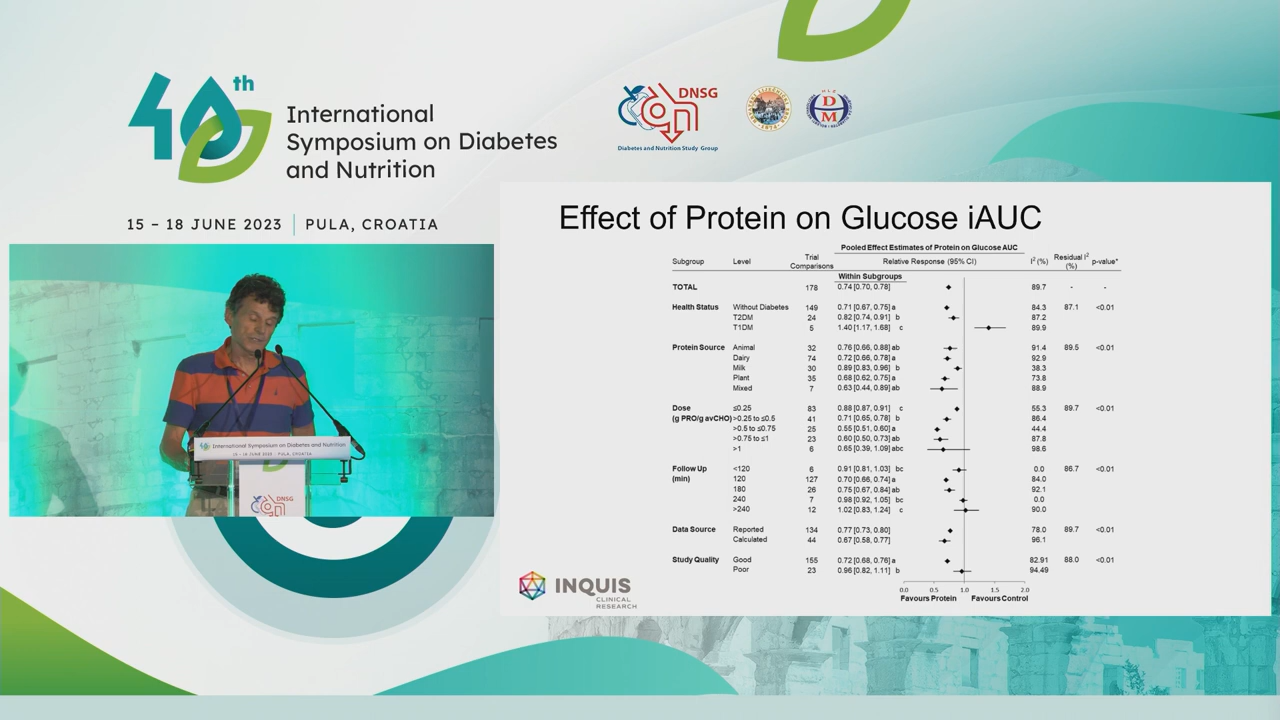 40th
International
Symposium on Diabetes
and Nutrition
15 – 18 JUNE 2023 | PULA, CROATIA
DNSG
Diabetes and Nutrition Study Group
DM
International Symposium on Diabetes and Nutrition
15 – 18 JUNE 2023 | PULA, CROATIA
DNSG
Effect of Protein on Glucose iAUC
Pooled Effect Estimates of Protein on Glucose AUC
Subgroup Level Trial Comparisons Relative Response (95% CI) I² (%) Residual I² (%) p-value*
Within Subgroups
TOTAL 178 0.74 [0.70, 0.78] 89.7 - -
Health Status Without Diabetes 149 0.71 [0.67, 0.75] a 84.3 87.1 <0.01
T2DM 24 0.82 [0.74, 0.91] b 87.2
T1DM 5 1.40 [1.17, 1.68] c 89.9
Protein Source Animal 32 0.76 [0.66, 0.88] ab 91.4 89.5 <0.01
Dairy 74 0.72 [0.66, 0.78] a 92.9
Milk 30 0.89 [0.83, 0.96] b 38.3
Plant 35 0.68 [0.62, 0.75] a 73.8
Mixed 7 0.63 [0.44, 0.89] ab 88.9
Dose ≤0.25 83 0.88 [0.87, 0.91] c 55.3 89.7 <0.01
(g PRO/g avCHO) >0.25 to ≤0.5 41 0.71 [0.65, 0.78] b 86.4
>0.5 to ≤0.75 25 0.55 [0.51, 0.60] a 44.4
>0.75 to ≤1 23 0.60 [0.50, 0.73] ab 87.8
>1 6 0.65 [0.39, 1.09] abc 98.6
Follow Up <120 6 0.91 [0.81, 1.03] bc 0.0 86.7 <0.01
(min) 120 127 0.70 [0.66, 0.74] a 84.0
180 26 0.75 [0.67, 0.84] ab 92.1
240 7 0.98 [0.92, 1.05] bc 0.0
>240 12 1.02 [0.83, 1.24] c 90.0
Data Source Reported 134 0.77 [0.73, 0.80] 78.0 89.7 <0.01
Calculated 44 0.67 [0.58, 0.77] 96.1
Study Quality Good 155 0.72 [0.68, 0.76] a 82.91 88.0 <0.01
Poor 23 0.96 [0.82, 1.11] b 94.49
0.0 0.5 1.0 1.5 2.0
Favours Protein Favours Control
INQUIS
CLINICAL
RESEARCH